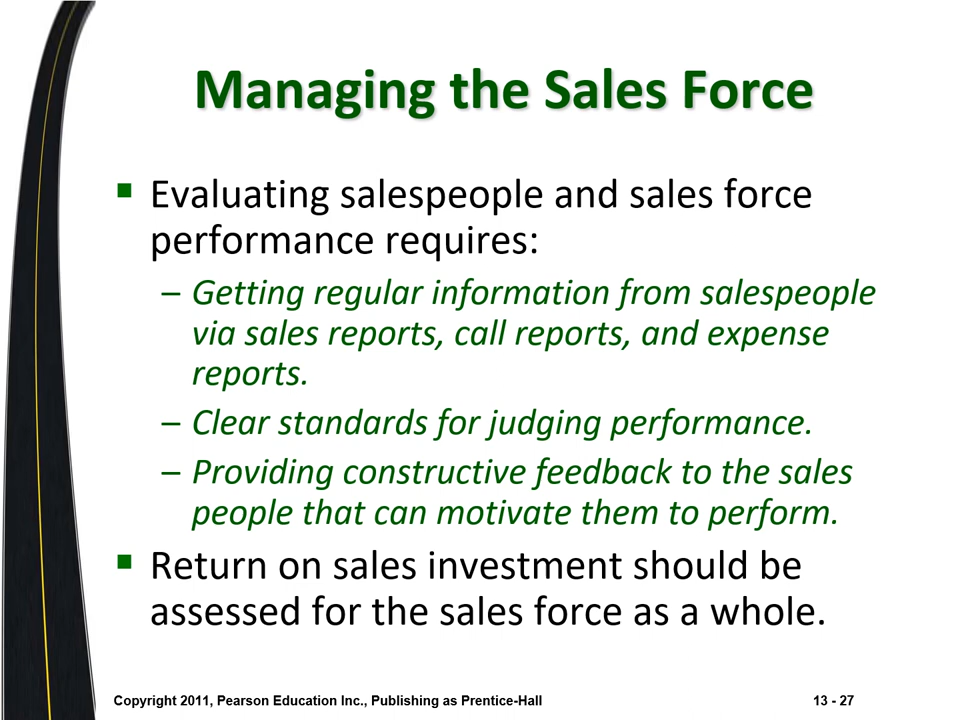 Managing the Sales Force
▪ Evaluating salespeople and sales force
performance requires:
– Getting regular information from salespeople
via sales reports, call reports, and expense
reports.
– Clear standards for judging performance.
– Providing constructive feedback to the sales
people that can motivate them to perform.
▪ Return on sales investment should be
assessed for the sales force as a whole.
Copyright 2011, Pearson Education Inc., Publishing as Prentice-Hall 13 - 27